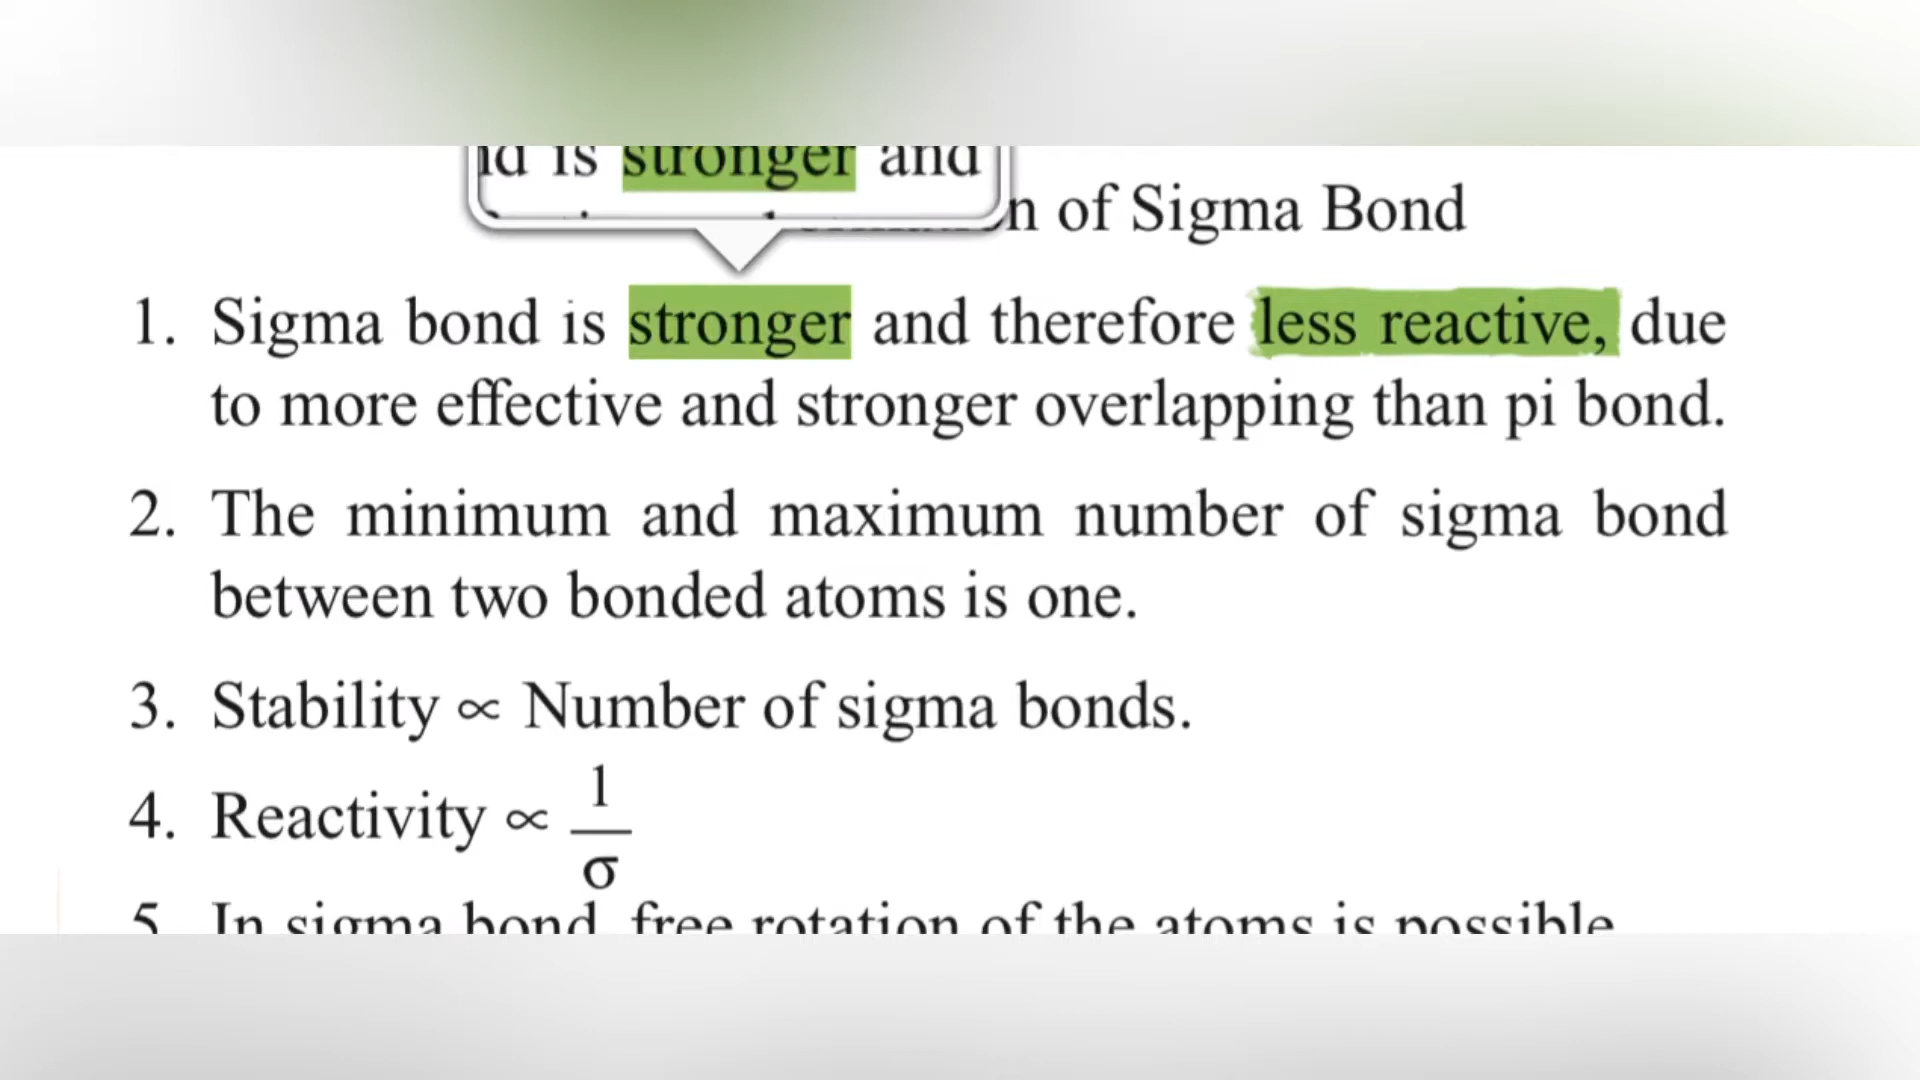 nd is stronger and
n of Sigma Bond
1. Sigma bond is stronger and therefore less reactive, due
to more effective and stronger overlapping than pi bond.
2. The minimum and maximum number of sigma bond
between two bonded atoms is one.
3. Stability ∝ Number of sigma bonds.
4. Reactivity ∝ 1/σ
5 In sigma bond, free rotation of the atoms is possible